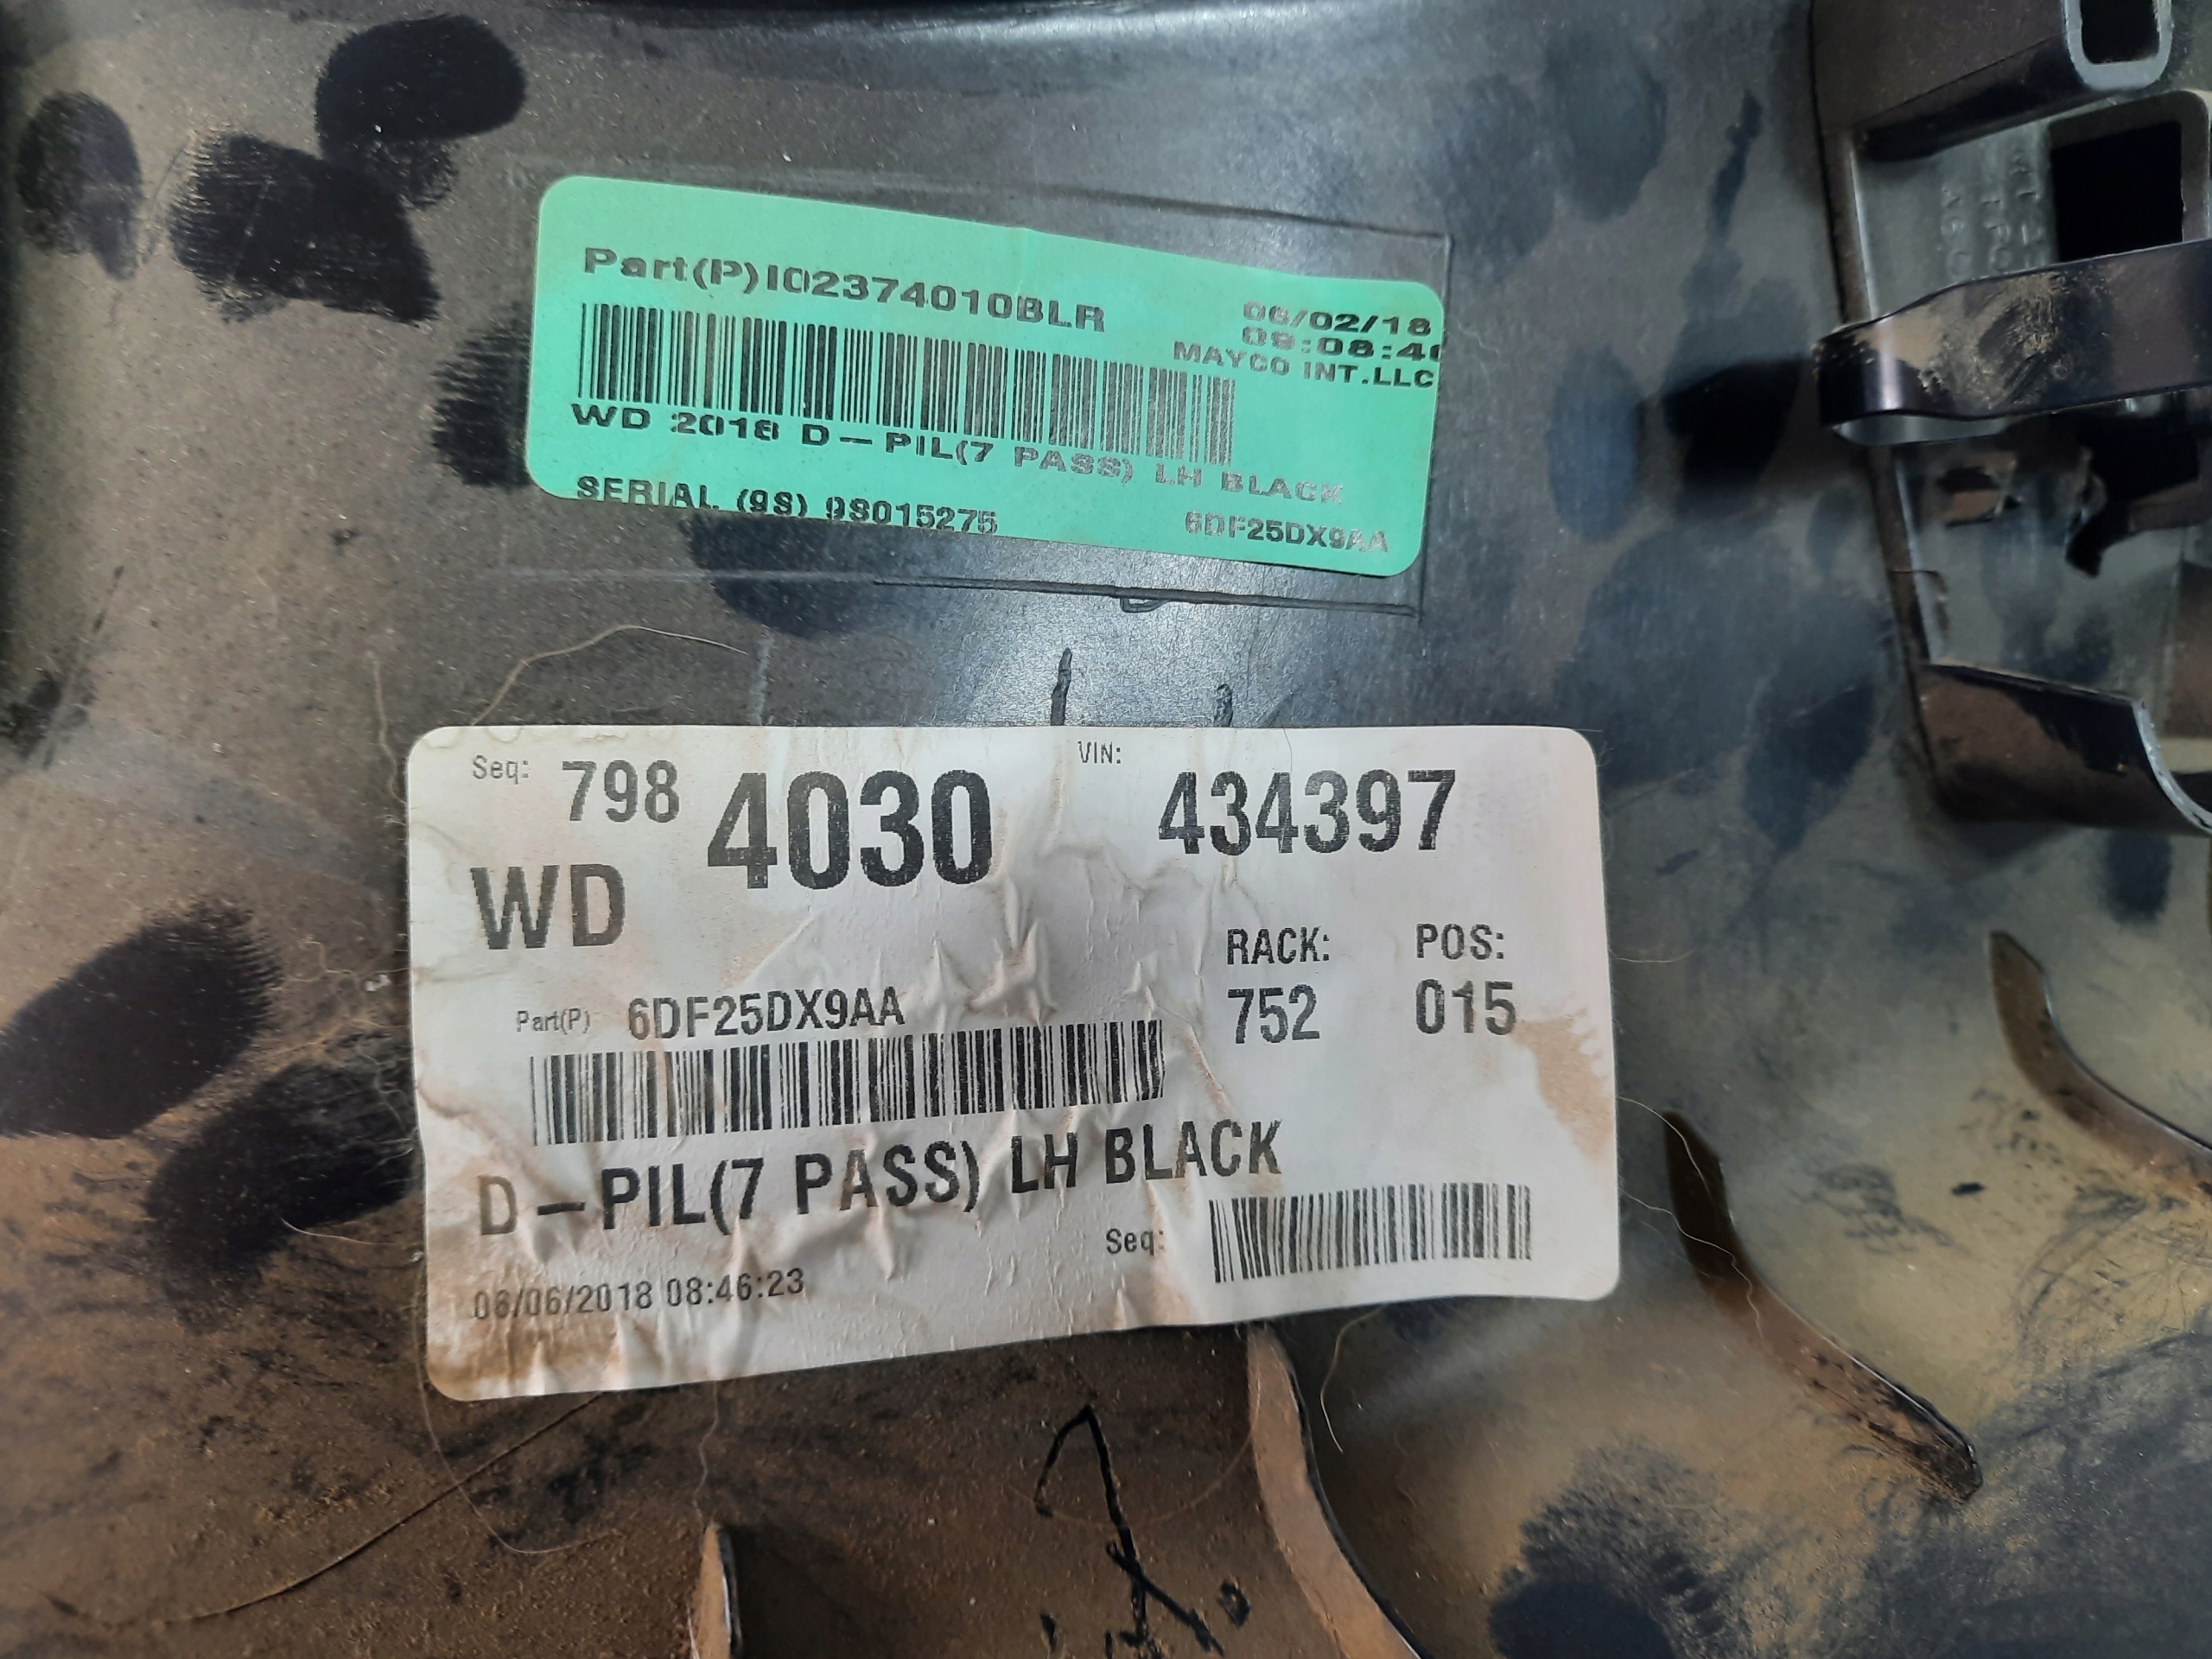 Part(P)I02374010BLR
06/02/18
09:08:4
MAYCO INT.LLC
WD 2018 D-PIL(7 PASS) LH BLACK
SERIAL (9S) 9S015275
6DF25DX9AA
Seq: 798 4030
VIN: 434397
WD
RACK: 752
POS: 015
Part(P) 6DF25DX9AA
D-PIL(7 PASS) LH BLACK
Seq:
06/06/2018 08:46:23